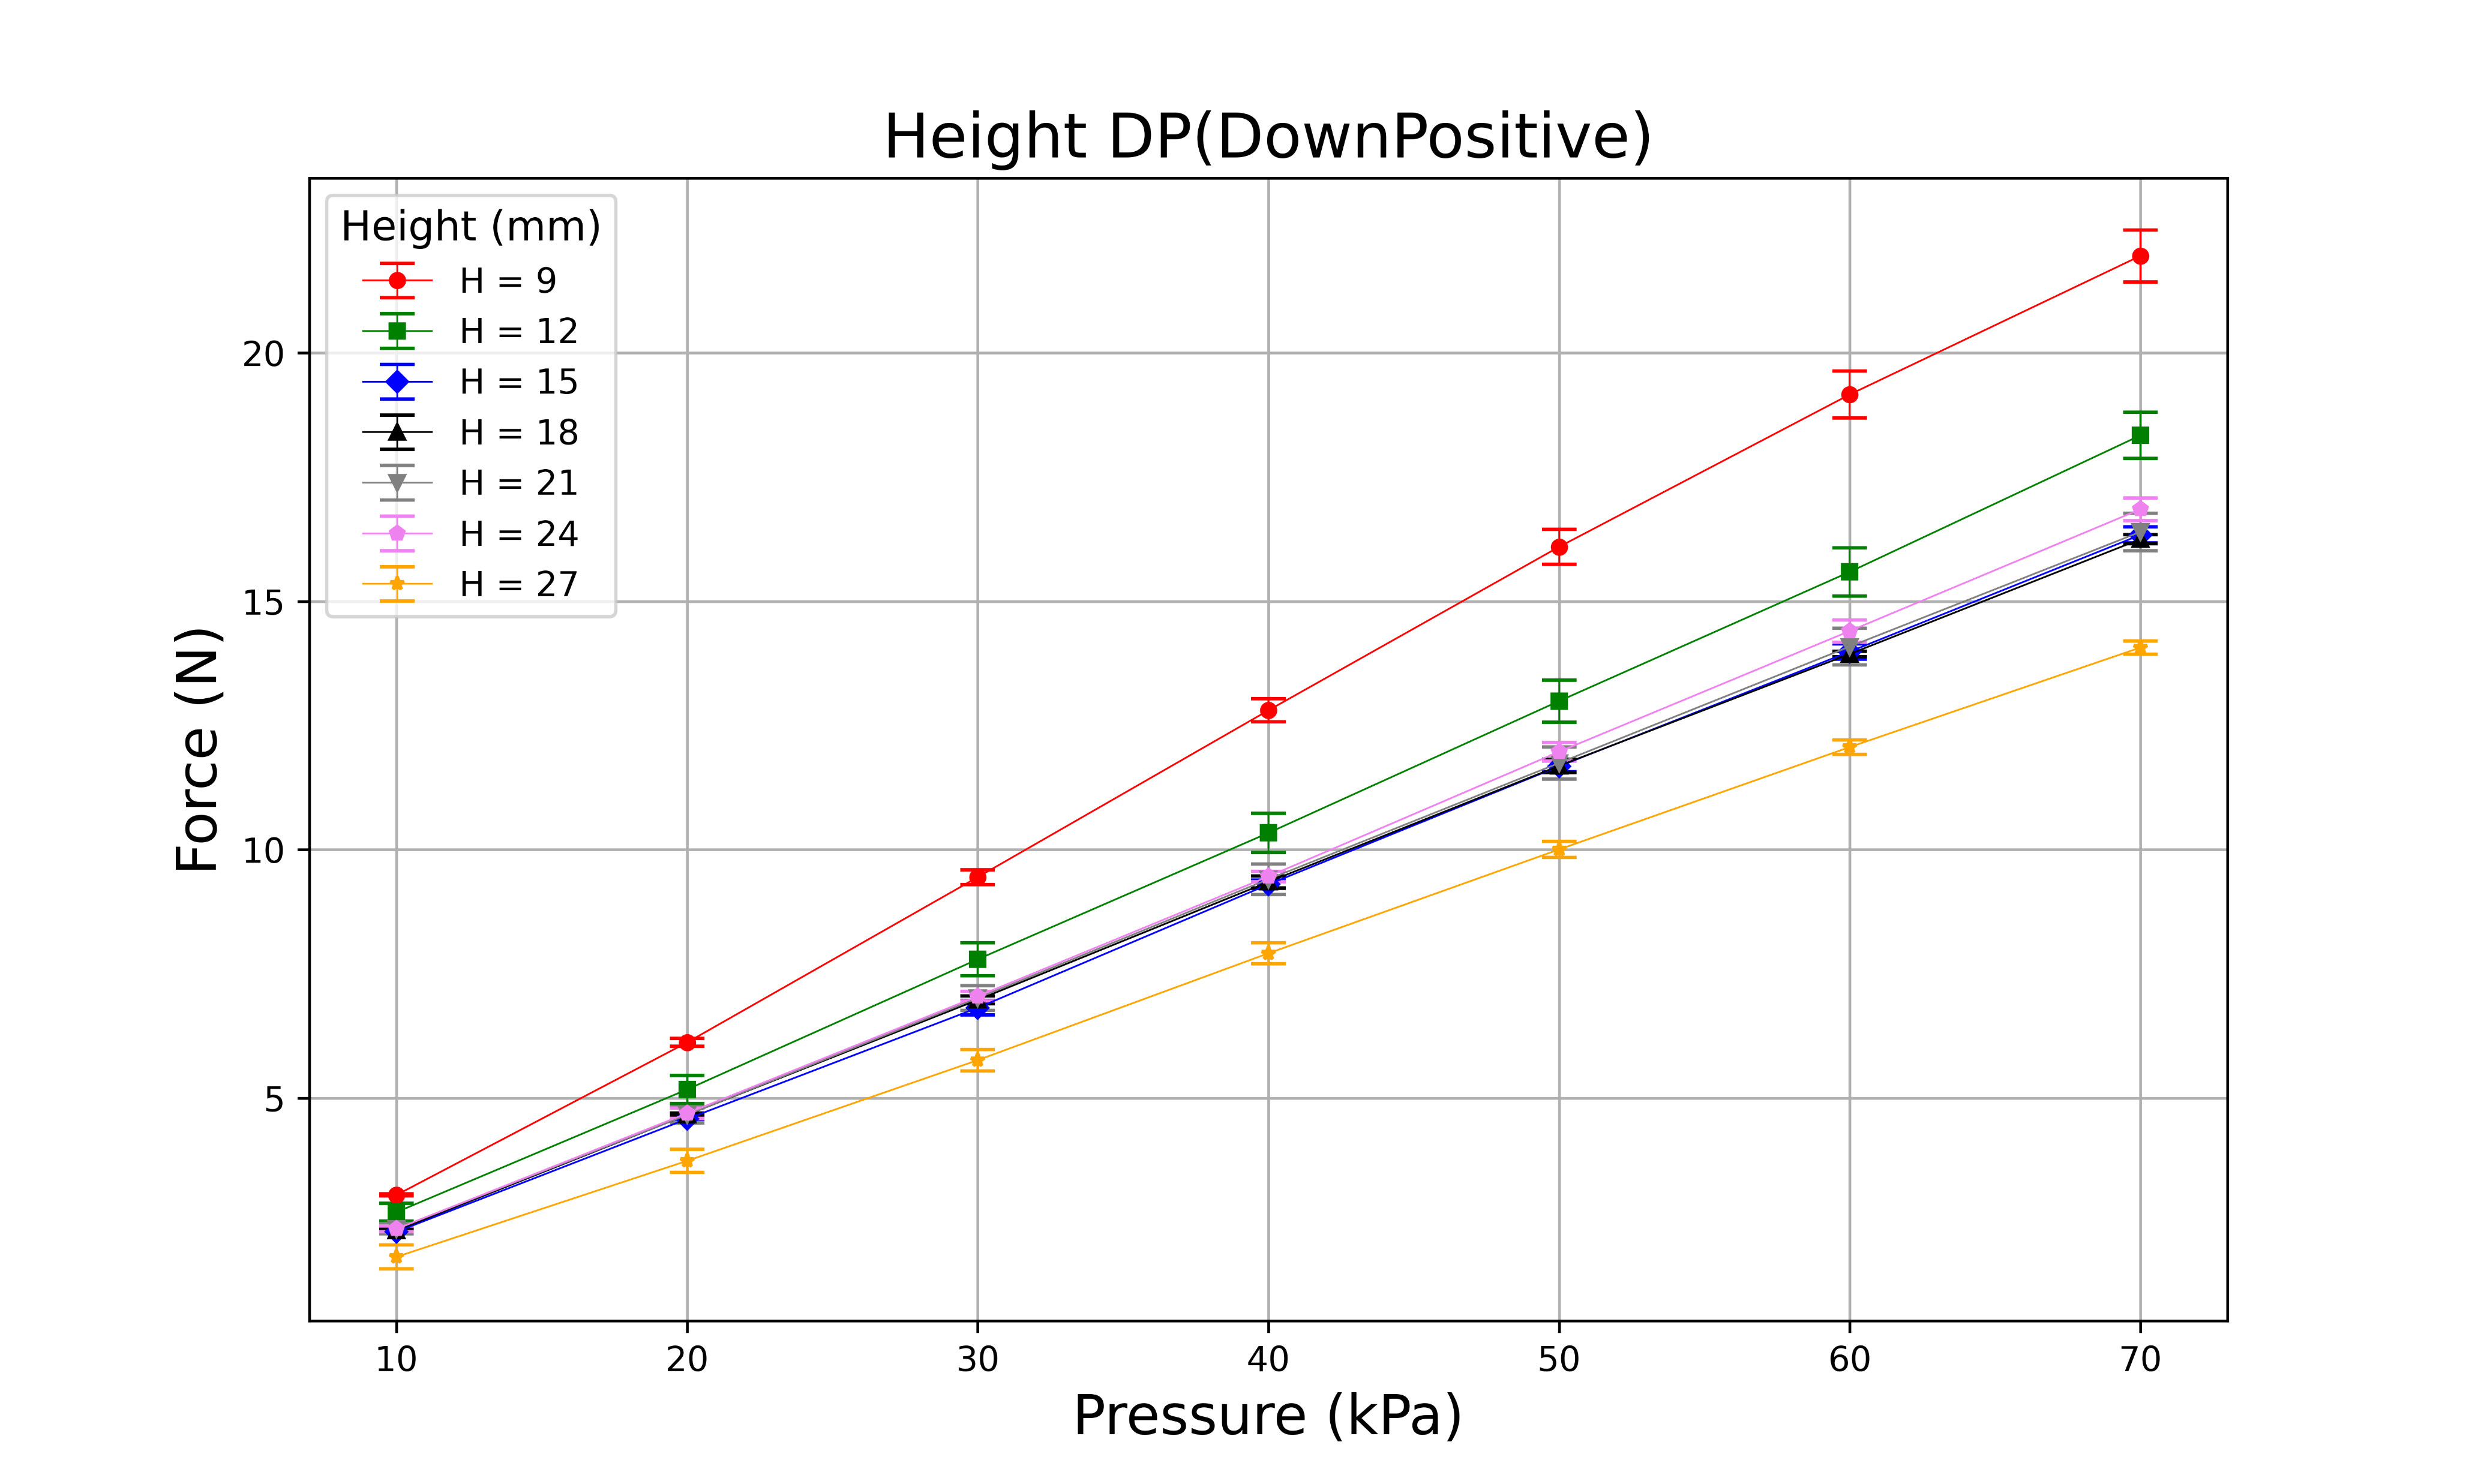 Height DP(DownPositive)
Height (mm)
H = 9
H = 12
H = 15
H = 18
H = 21
H = 24
H = 27
20
15
10
5
Force (N)
10 20 30 40 50 60 70
Pressure (kPa)